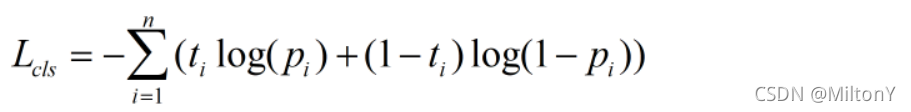 L_cls = -∑_{i=1}^{n} (t_i log(p_i) + (1 - t_i) log(1 - p_i))
CSDN @MiltonY